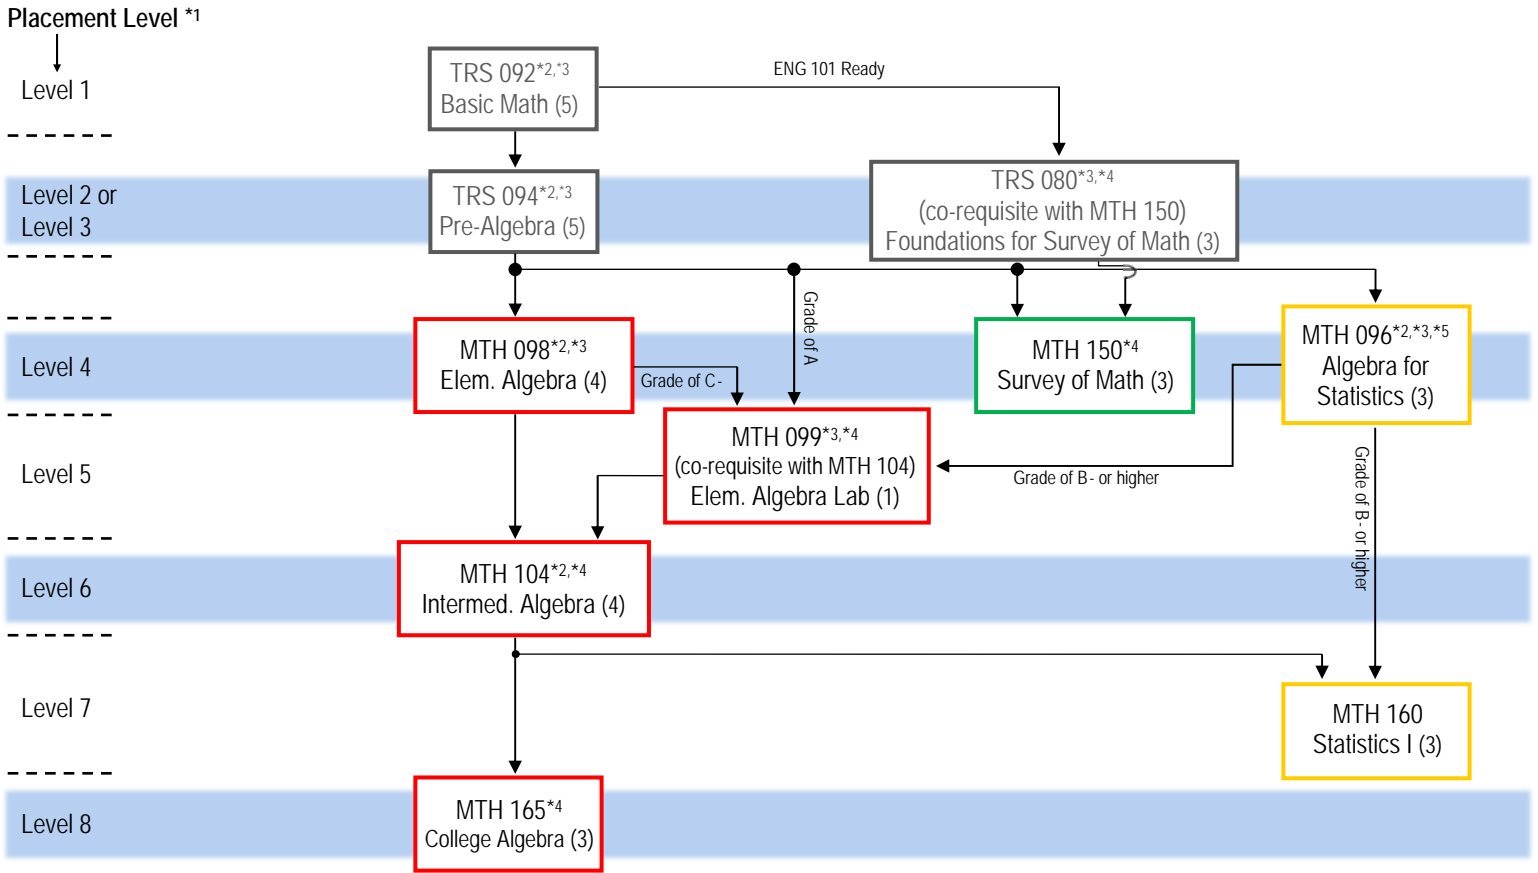 Placement Level *1
Level 1
TRS 092*2,*3
Basic Math (5)
ENG 101 Ready
Level 2 or
Level 3
TRS 094*2,*3
Pre-Algebra (5)
TRS 080*3,*4
(co-requisite with MTH 150)
Foundations for Survey of Math (3)
Grade of A
Level 4
MTH 098*2,*3
Elem. Algebra (4)
Grade of C-
MTH 150*4
Survey of Math (3)
MTH 096*2,*3,*5
Algebra for
Statistics (3)
Level 5
MTH 099*3,*4
(co-requisite with MTH 104)
Elem. Algebra Lab (1)
Grade of B- or higher
Grade of B- or higher
Level 6
MTH 104*2,*4
Intermed. Algebra (4)
Level 7
MTH 160
Statistics I (3)
Level 8
MTH 165*4
College Algebra (3)